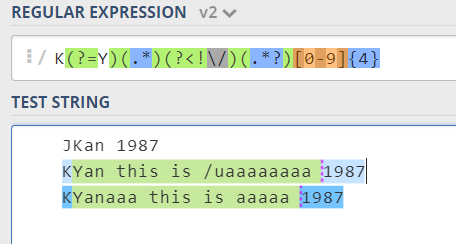 REGULAR EXPRESSION v2
/ K(?=Y)(.*)(?<!\/)(.*?)[0-9]{4}
TEST STRING
JKan 1987
KYan this is /uaaaaaaaa 1987
KYanaaa this is aaaaa 1987